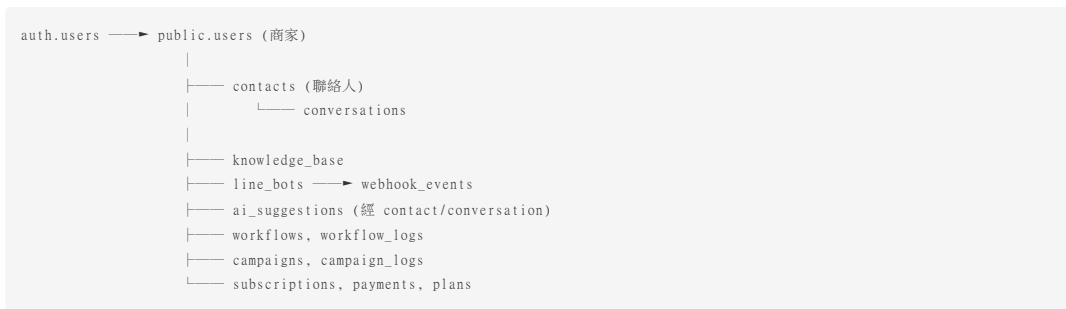 auth.users ──► public.users (商家)
                    │
                    ├── contacts (聯絡人)
                    │       └── conversations
                    │
                    ├── knowledge_base
                    ├── line_bots ──► webhook_events
                    ├── ai_suggestions (經 contact/conversation)
                    ├── workflows, workflow_logs
                    ├── campaigns, campaign_logs
                    └── subscriptions, payments, plans